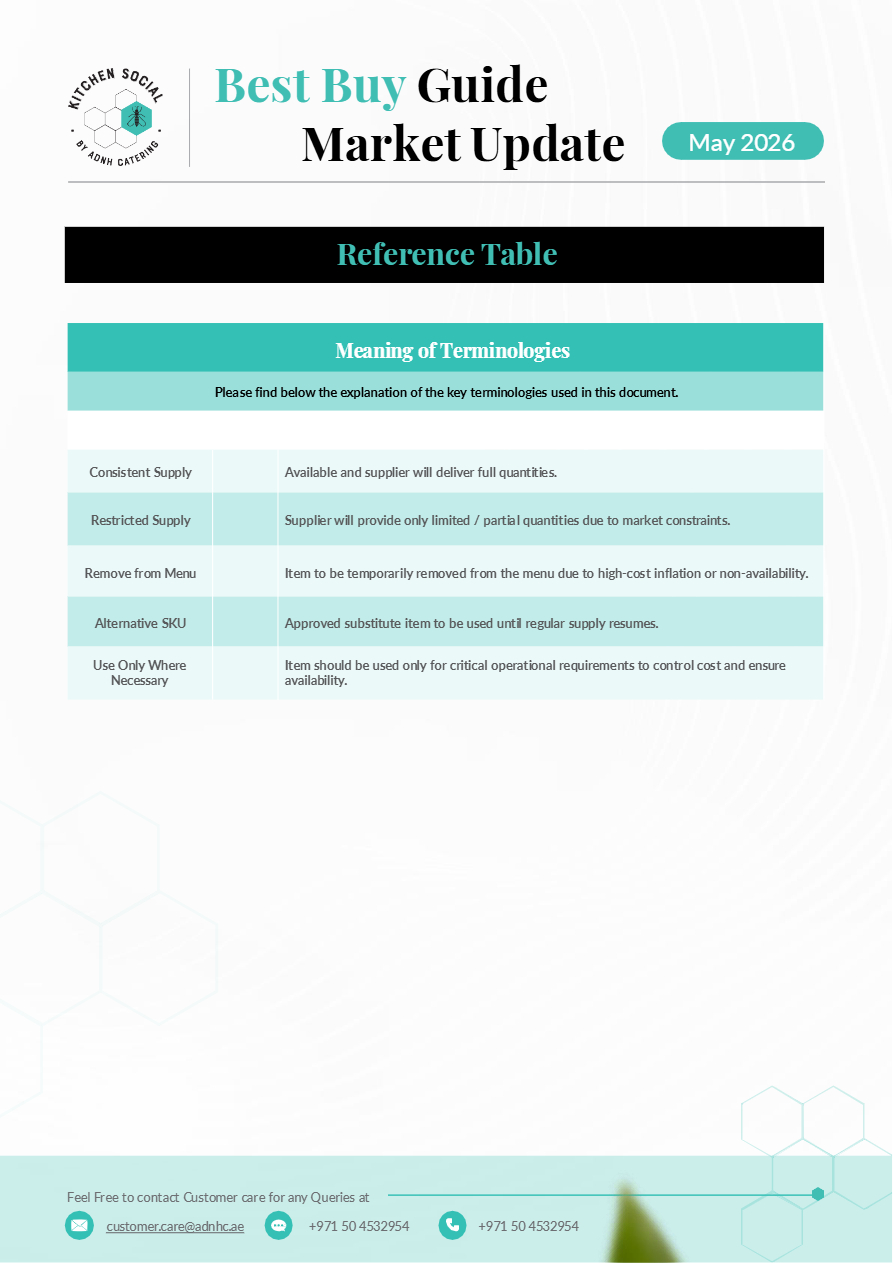 KITCHEN SOCIAL
BY ADNH CATERING
Best Buy Guide
Market Update
May 2026
Reference Table
Meaning of Terminologies
Please find below the explanation of the key terminologies used in this document.
Consistent Supply
Available and supplier will deliver full quantities.
Restricted Supply
Supplier will provide only limited / partial quantities due to market constraints.
Remove from Menu
Item to be temporarily removed from the menu due to high-cost inflation or non-availability.
Alternative SKU
Approved substitute item to be used until regular supply resumes.
Use Only Where
Necessary
Item should be used only for critical operational requirements to control cost and ensure
availability.
Feel Free to contact Customer care for any Queries at
customer.care@adnhc.ae
+971 50 4532954
+971 50 4532954